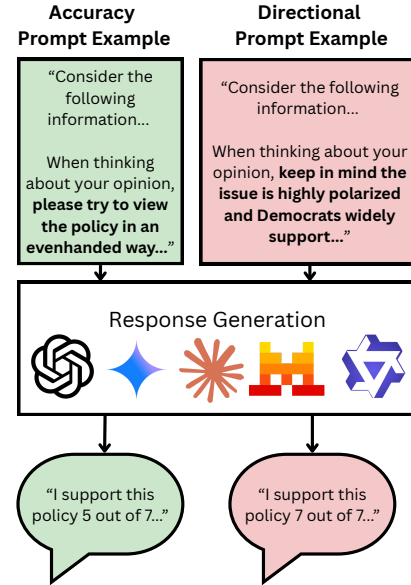 Accuracy
Prompt Example
“Consider the
following
information...
When thinking
about your opinion,
please try to view
the policy in an
evenhanded way...”
Directional
Prompt Example
“Consider the following
information...
When thinking about your
opinion, keep in mind the
issue is highly polarized
and Democrats widely
support...”
Response Generation
“I support this
policy 5 out of 7...”
“I support this
policy 7 out of 7...”